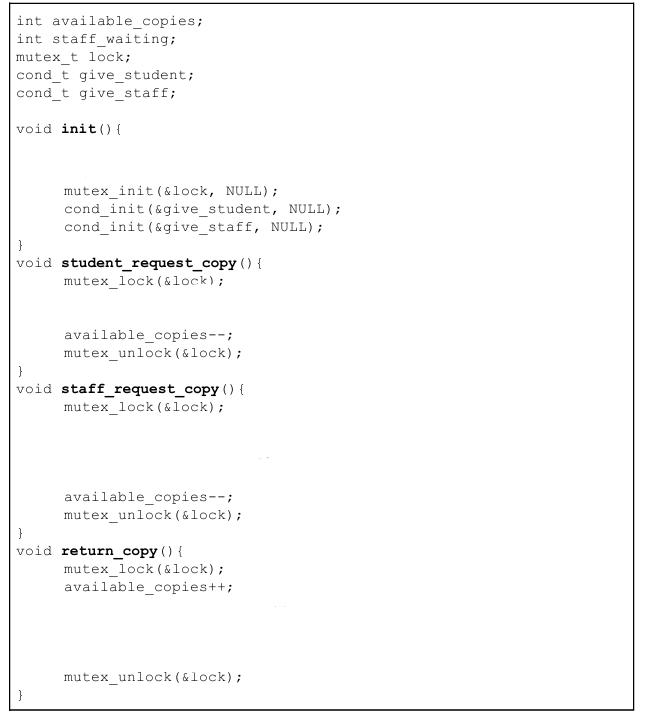 int available_copies;
int staff_waiting;
mutex_t lock;
cond_t give_student;
cond_t give_staff;
void init(){
mutex_init(&lock, NULL);
cond_init(&give_student, NULL);
cond_init(&give_staff, NULL);
}
void student_request_copy(){
mutex_lock(&lock);
available_copies--;
mutex_unlock(&lock);
}
void staff_request_copy(){
mutex_lock(&lock);
available_copies--;
mutex_unlock(&lock);
}
void return_copy(){
mutex_lock(&lock);
available_copies++;
mutex_unlock(&lock);
}